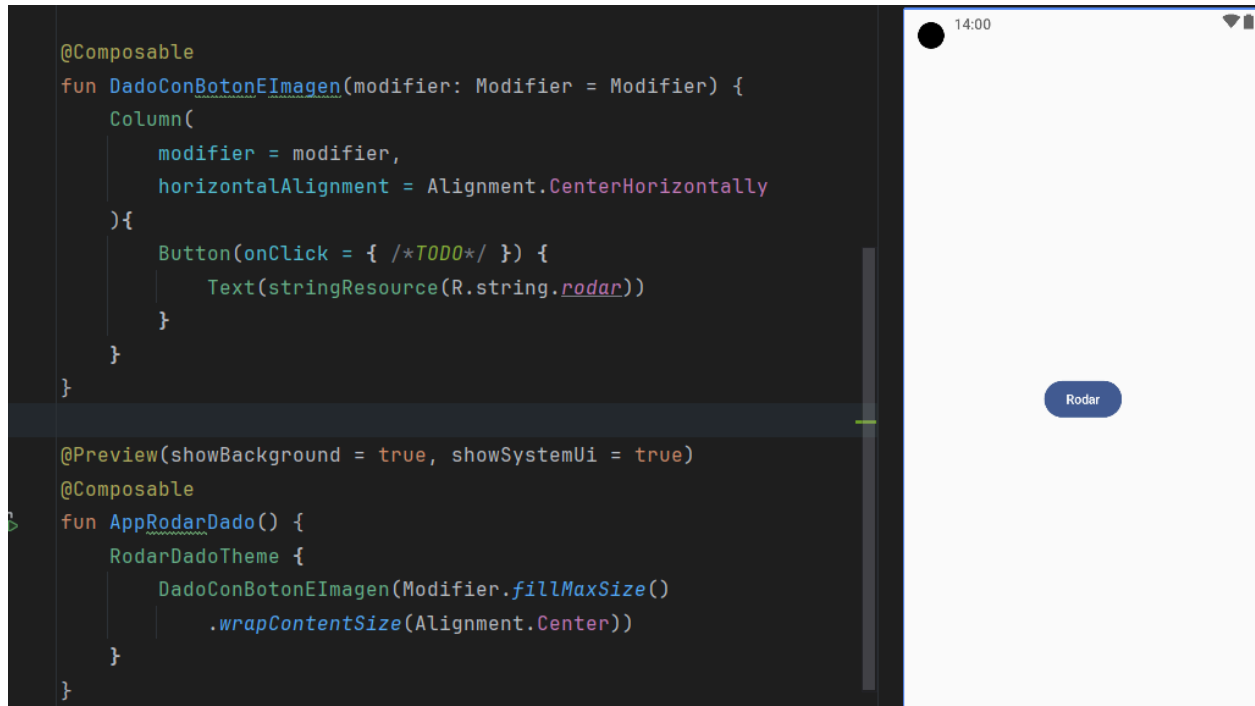 @Composable
fun DadoConBotonEImagen(modifier: Modifier = Modifier) {
    Column(
        modifier = modifier,
        horizontalAlignment = Alignment.CenterHorizontally
    ){
        Button(onClick = { /*TODO*/ }) {
            Text(stringResource(R.string.rodar))
        }
    }
}
@Preview(showBackground = true, showSystemUi = true)
@Composable
fun AppRodarDado() {
    RodarDadoTheme {
        DadoConBotonEImagen(Modifier.fillMaxSize()
            .wrapContentSize(Alignment.Center))
    }
}
14:00
Rodar